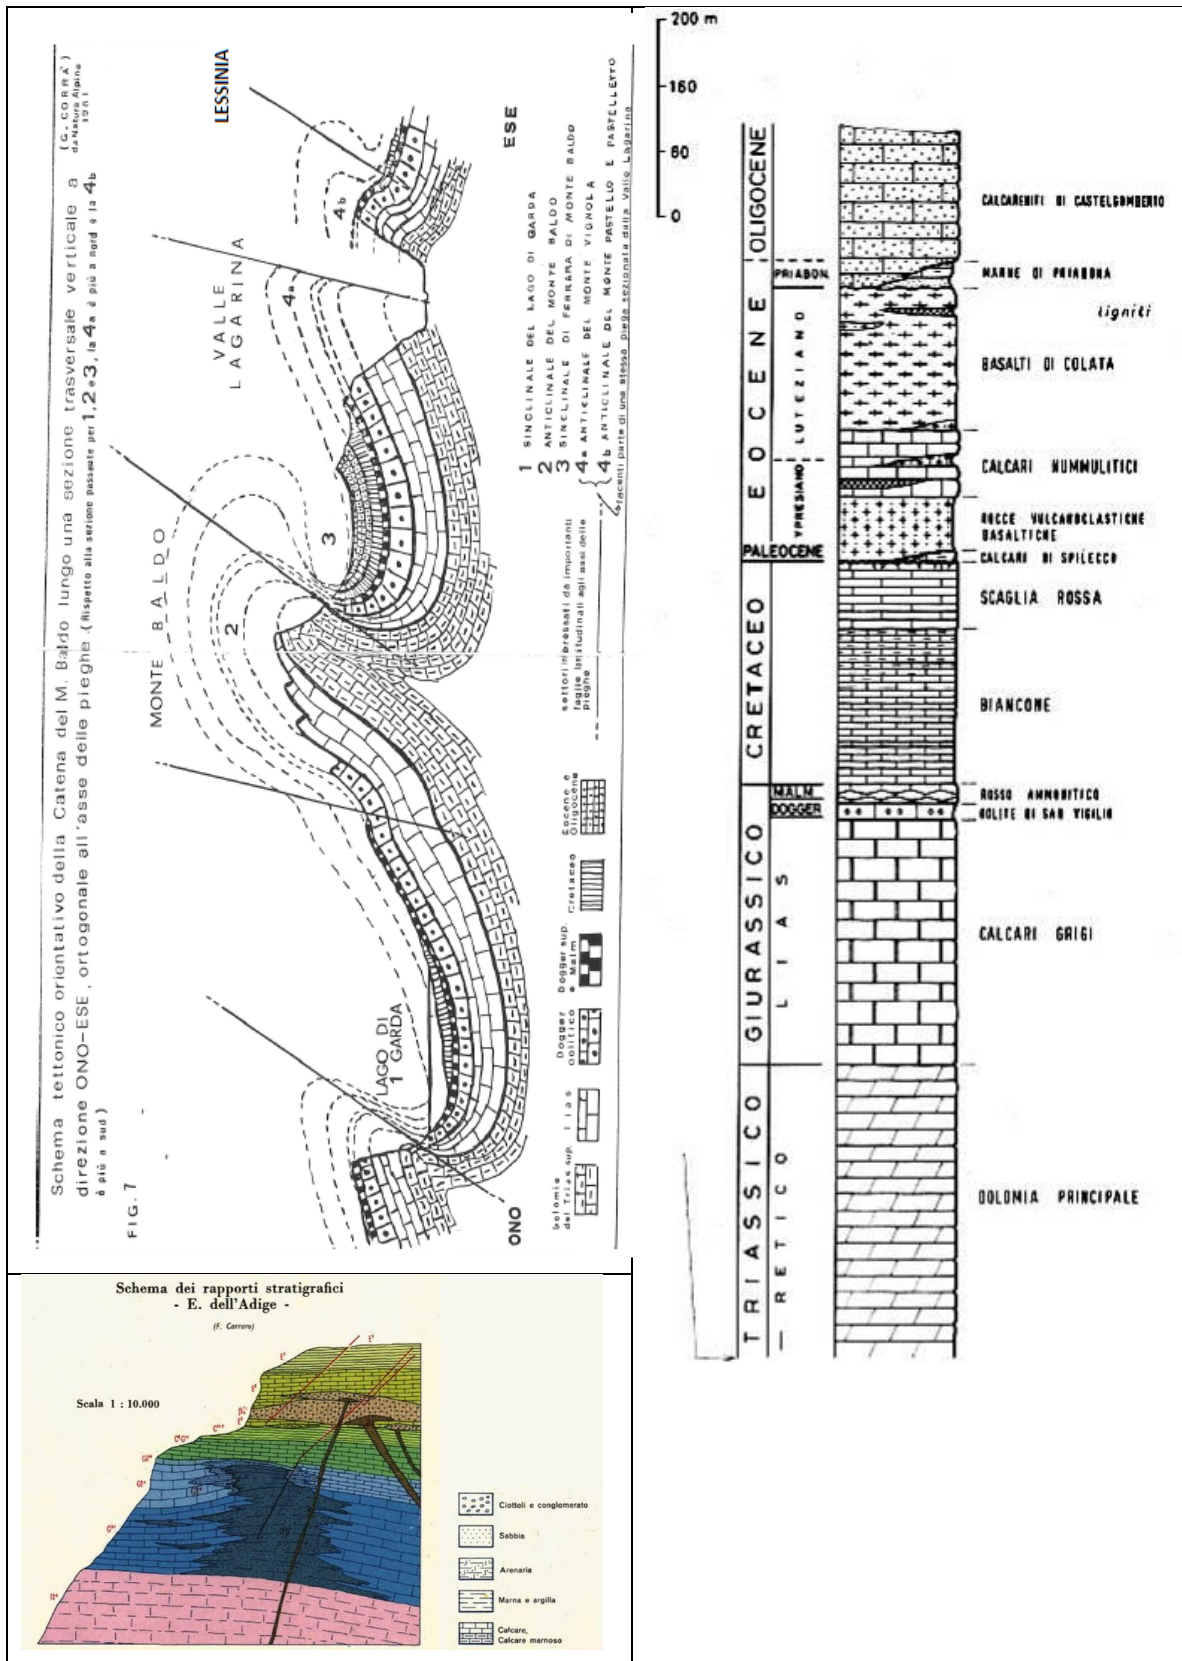 Schema tettonico orientativo della Catena del M. Baldo lungo una sezione trasversale verticale a
direzione ONO-ESE, ortogonale all'asse delle pieghe. (Rispetto alla sezione passante per 1,2 e 3, la 4a è più a nord e la 4b
è più a sud)
(G. CORRÀ
da Natura Alpina
1981)
FIG. 7
LESSINIA
VALLE
LAGARINA
MONTE BALDO
LAGO DI
GARDA
1
2
3
4a
4b
ESE
ONO
1 SINCLINALE DEL LAGO DI GARDA
2 ANTICLINALE DEL MONTE BALDO
3 SINCLINALE DI FERRARA DI MONTE BALDO
4a ANTICLINALE DEL MONTE VIGNOLA
4b ANTICLINALE DEL MONTE PASTELLO E PASTELLETTO
facenti parte di una stessa piega sezionata dalla Valle Lagarina
settori interessati da importanti
faglie longitudinali agli assi delle
pieghe
Dolomie
del Trias sup.
Lias
Dogger
oolitico
Dogger sup.
e Malm
Cretaceo
Eocene e
Oligocene
200 m
160
60
0
OLIGOCENE
EOCENE
PRIABON.
LUTEZIANO
YPRESIANO
PALEOCENE
CRETACEO
MALM
DOGGER
GIURASSICO
LIAS
TRIASSICO
RETICO
CALCARENITI DI CASTELGOMBERTO
MARNE DI PRIABONA
ligniti
BASALTI DI COLATA
CALCARI NUMMULITICI
ROCCE VULCANOCLASTICHE
BASALTICHE
CALCARI DI SPILECCO
SCAGLIA ROSSA
BIANCONE
ROSSO AMMONITICO
OOLITE DI SAN VIGILIO
CALCARI GRIGI
DOLOMIA PRINCIPALE
Schema dei rapporti stratigrafici
- E. dell'Adige -
(F. Carraro)
Scala 1 : 10.000
Ciottoli e conglomerato
Sabbia
Arenaria
Marna e argilla
Calcare,
Calcare marnoso